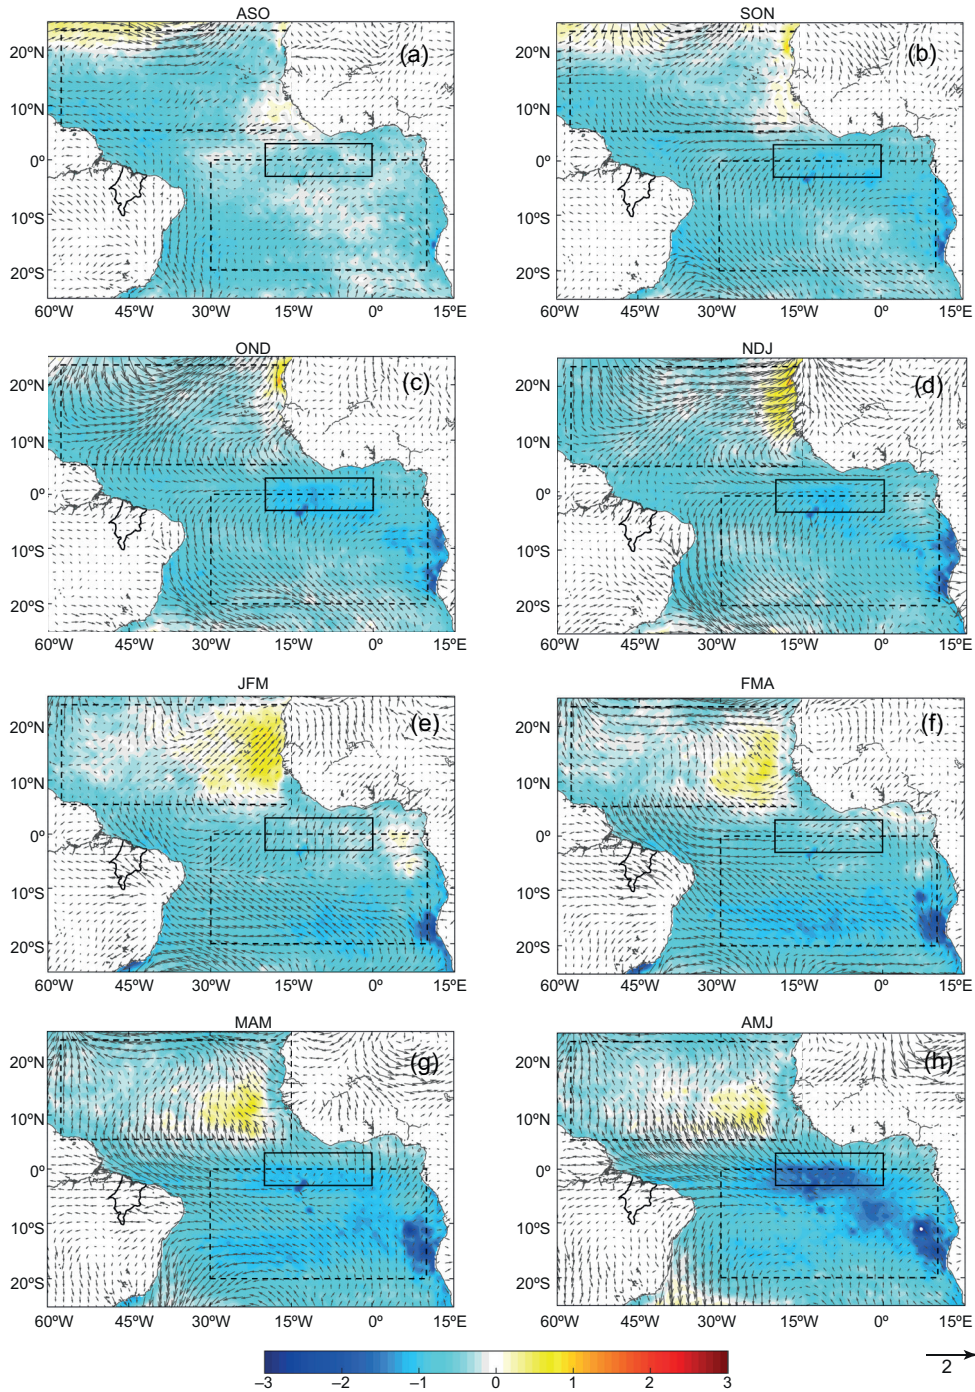 ASO SON
(a) (b)
20ºN 20ºN
10ºN 10ºN
0º 0º
10ºS 10ºS
20ºS 20ºS
60ºW 45ºW 30ºW 15ºW 0º 15ºE 60ºW 45ºW 30ºW 15ºW 0º 15ºE
OND NDJ
(c) (d)
20ºN 20ºN
10ºN 10ºN
0º 0º
10ºS 10ºS
20ºS 20ºS
60ºW 45ºW 30ºW 15ºW 0º 15ºE 60ºW 45ºW 30ºW 15ºW 0º 15ºE
JFM FMA
(e) (f)
20ºN 20ºN
10ºN 10ºN
0º 0º
10ºS 10ºS
20ºS 20ºS
60ºW 45ºW 30ºW 15ºW 0º 15ºE 60ºW 45ºW 30ºW 15ºW 0º 15ºE
MAM AMJ
(g) (h)
20ºN 20ºN
10ºN 10ºN
0º 0º
10ºS 10ºS
20ºS 20ºS
60ºW 45ºW 30ºW 15ºW 0º 15ºE 60ºW 45ºW 30ºW 15ºW 0º 15ºE
–3 –2 –1 0 1 2 3 2